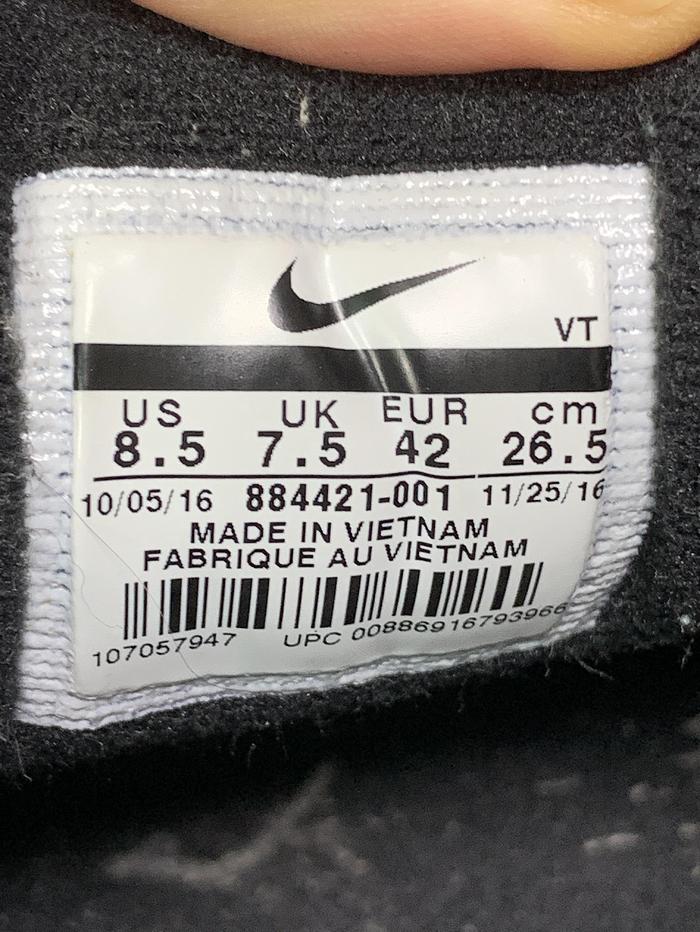 VT
US UK EUR cm
8.5 7.5 42 26.5
10/05/16 884421-001 11/25/16
MADE IN VIETNAM
FABRIQUE AU VIETNAM
107057947 UPC 00886916793966